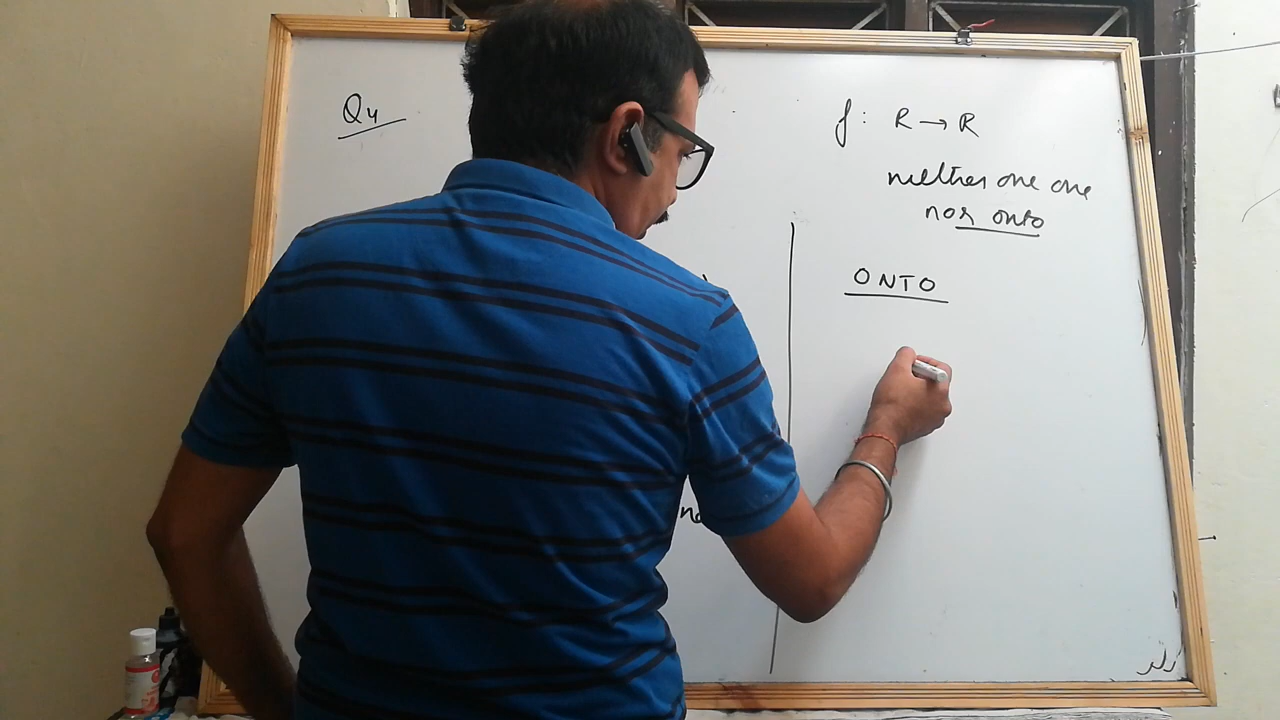 Q4
f : R → R
neither one one
nor onto
ONTO